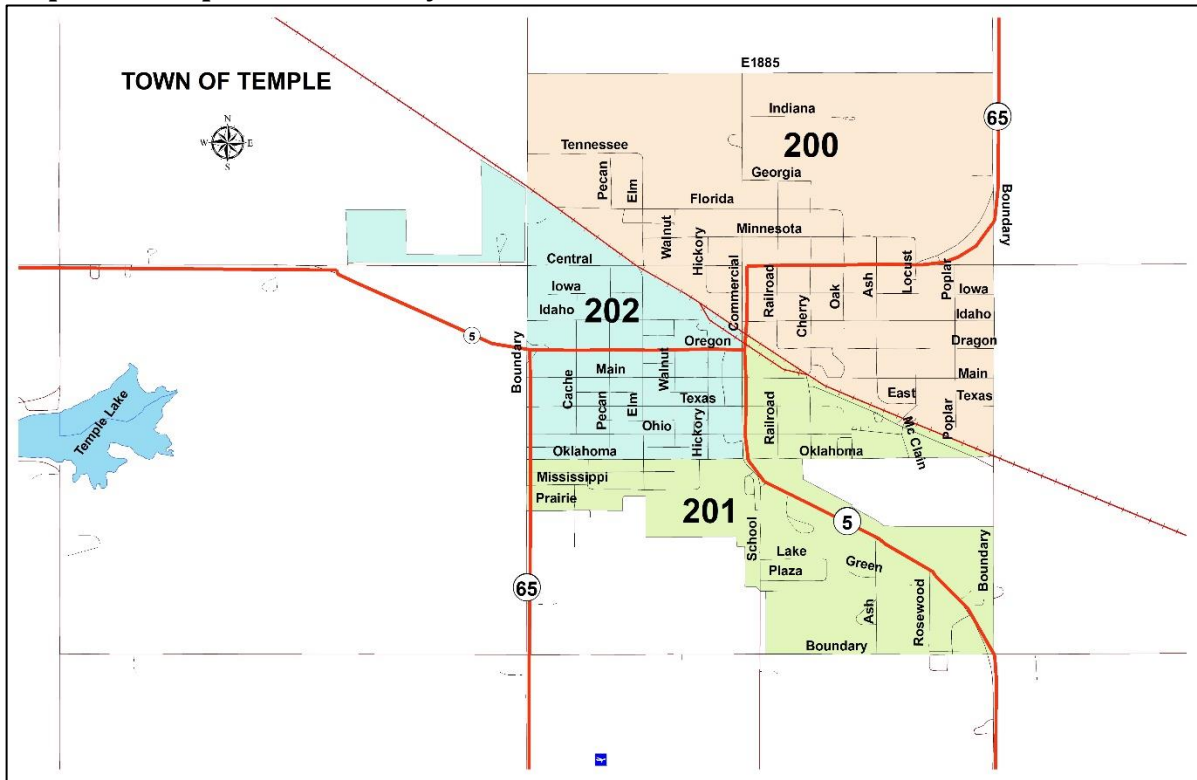 TOWN OF TEMPLE
E1885
65
N
W E
S
Indiana
200
Tennessee
Georgia
Pecan
Elm
Florida
Boundary
Walnut
Hickory
Minnesota
Commercial
Railroad
Cherry
Oak
Ash
Locust
Poplar
Central
Iowa
Iowa
Idaho
202
Idaho
5
Boundary
Oregon
Dragon
Main
Walnut
Main
Cache
Pecan
Elm
Texas
Hickory
Railroad
East
Poplar
Texas
Temple Lake
Ohio
Mc Clain
Oklahoma
Oklahoma
Mississippi
Prairie
201
School
5
Lake
Plaza
Green
Boundary
65
Ash
Rosewood
Boundary